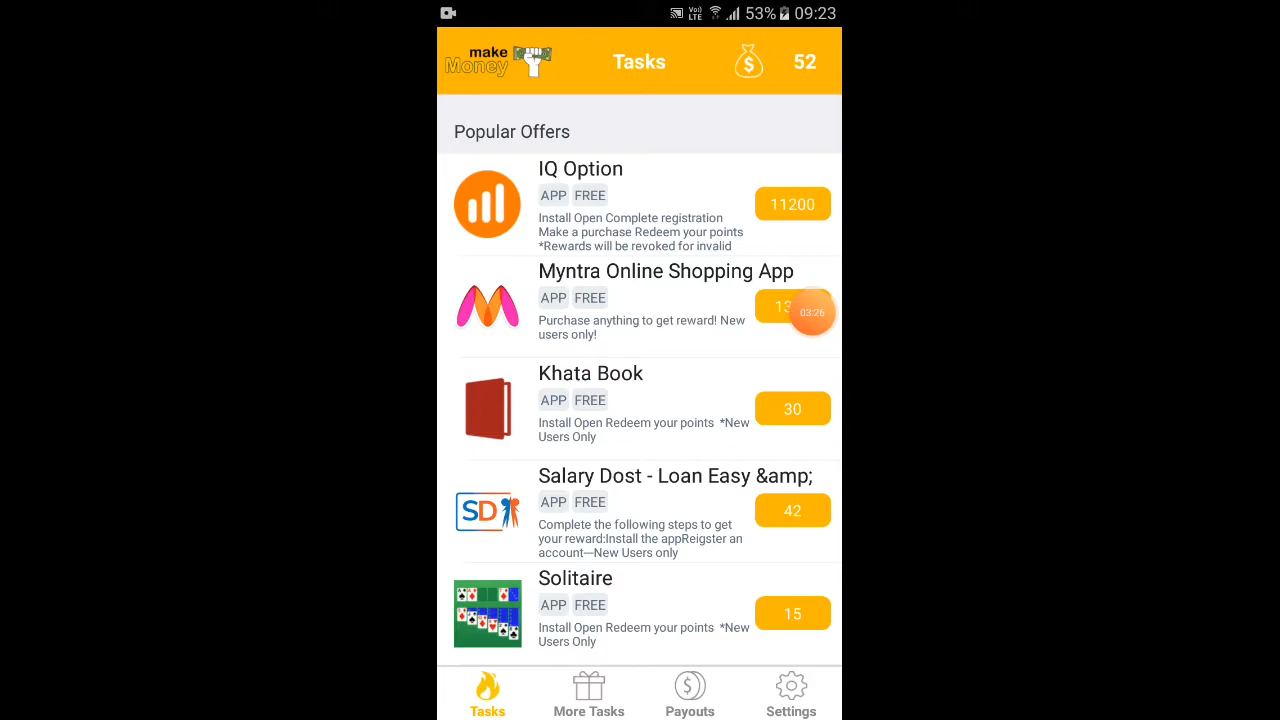 Vo))
LTE
53%
09:23
make
Money
Tasks
$
52
Popular Offers
IQ Option
APP FREE
11200
Install Open Complete registration
Make a purchase Redeem your points
*Rewards will be revoked for invalid
Myntra Online Shopping App
APP FREE
03:26
Purchase anything to get reward! New
users only!
Khata Book
APP FREE
30
Install Open Redeem your points *New
Users Only
Salary Dost - Loan Easy &amp;
APP FREE
SD
42
Complete the following steps to get
your reward:Install the appReigster an
account—New Users only
Solitaire
APP FREE
15
Install Open Redeem your points *New
Users Only
$
Tasks
More Tasks
Payouts
Settings